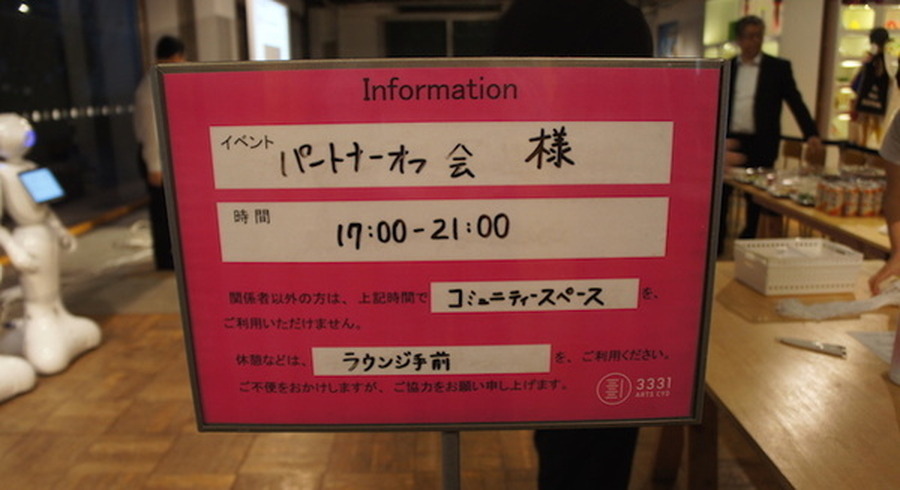 Information
イベント パートナーオフ会 様
時間 17:00-21:00
関係者以外の方は、上記時間で コミュニティースペース を、
ご利用いただけません。
休憩などは、 ラウンジ手前 を、ご利用ください。
ご不便をおかけしますが、ご協力をお願い申し上げます。
3331
ARTS CYD